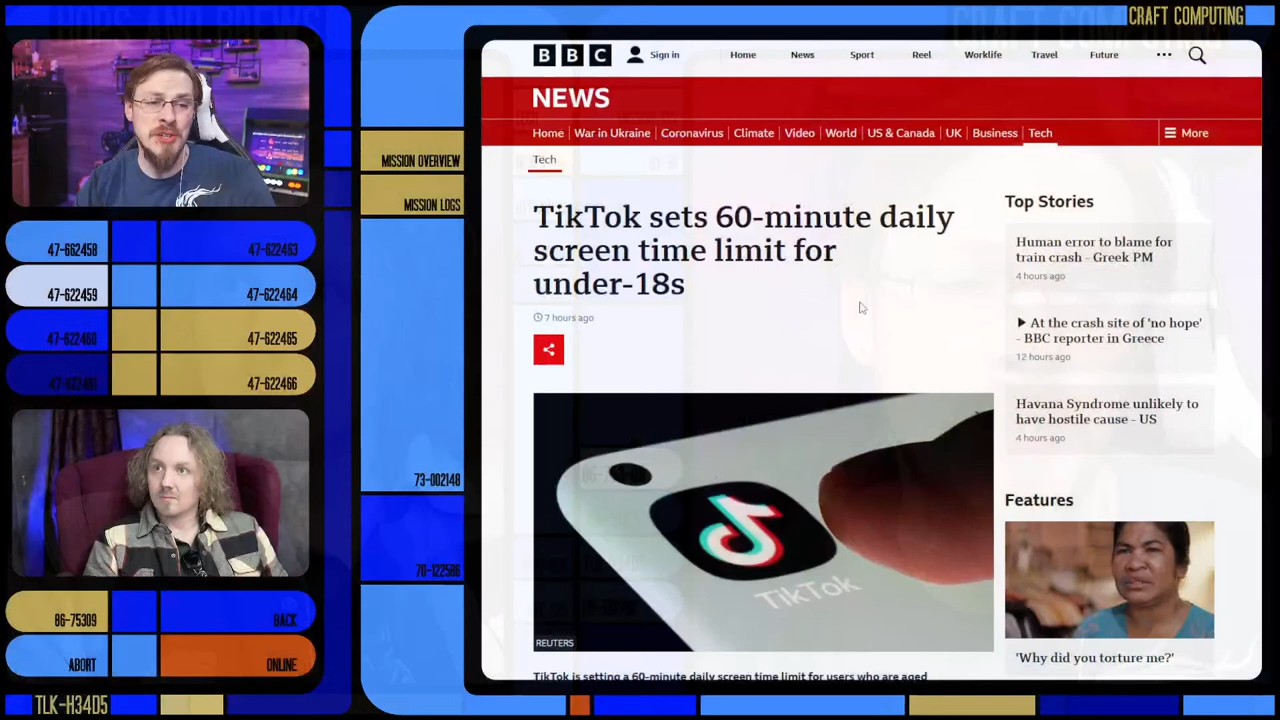 CRAFT COMPUTING
47-662458
47-622463
47-622459
47-622464
47-622460
47-622465
47-622466
86-75309
BACK
ABORT
ONLINE
TLK-H34D5
MISSION OVERVIEW
MISSION LOGS
73-002148
70-122586
BBC
Sign in
Home
News
Sport
Reel
Worklife
Travel
Future
NEWS
Home
War in Ukraine
Coronavirus
Climate
Video
World
US & Canada
UK
Business
Tech
More
Tech
TikTok sets 60-minute daily
screen time limit for
under-18s
7 hours ago
TikTok
REUTERS
TikTok is setting a 60-minute daily screen time limit for users who are aged
Top Stories
Human error to blame for
train crash - Greek PM
4 hours ago
At the crash site of 'no hope'
- BBC reporter in Greece
12 hours ago
Havana Syndrome unlikely to
have hostile cause - US
4 hours ago
Features
'Why did you torture me?'